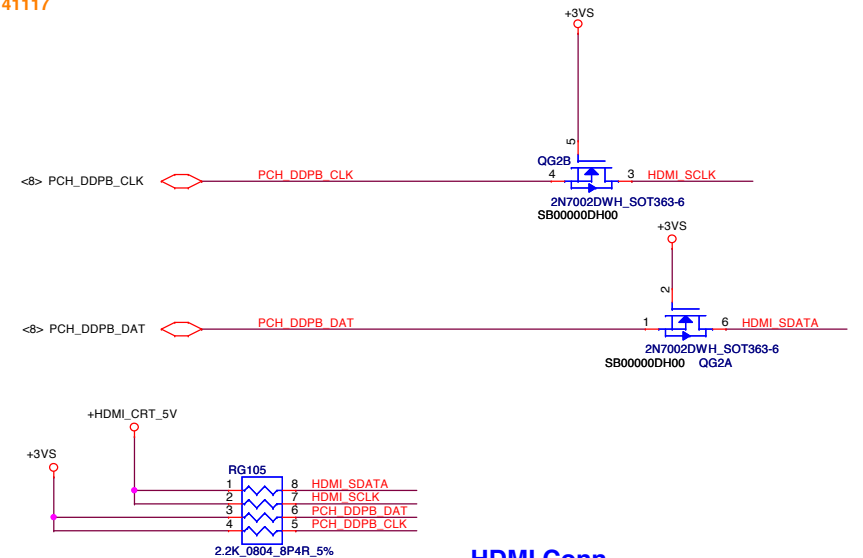 41117
+3VS
5
QG2B
<8> PCH_DDPB_CLK
PCH_DDPB_CLK
4
3
HDMI_SCLK
2N7002DWH_SOT363-6
SB00000DH00
+3VS
2
<8> PCH_DDPB_DAT
PCH_DDPB_DAT
1
6
HDMI_SDATA
2N7002DWH_SOT363-6
SB00000DH00 QG2A
+HDMI_CRT_5V
+3VS
RG105
1 8 HDMI_SDATA
2 7 HDMI_SCLK
3 6 PCH_DDPB_DAT
4 5 PCH_DDPB_CLK
2.2K_0804_8P4R_5%
HDMI Conn